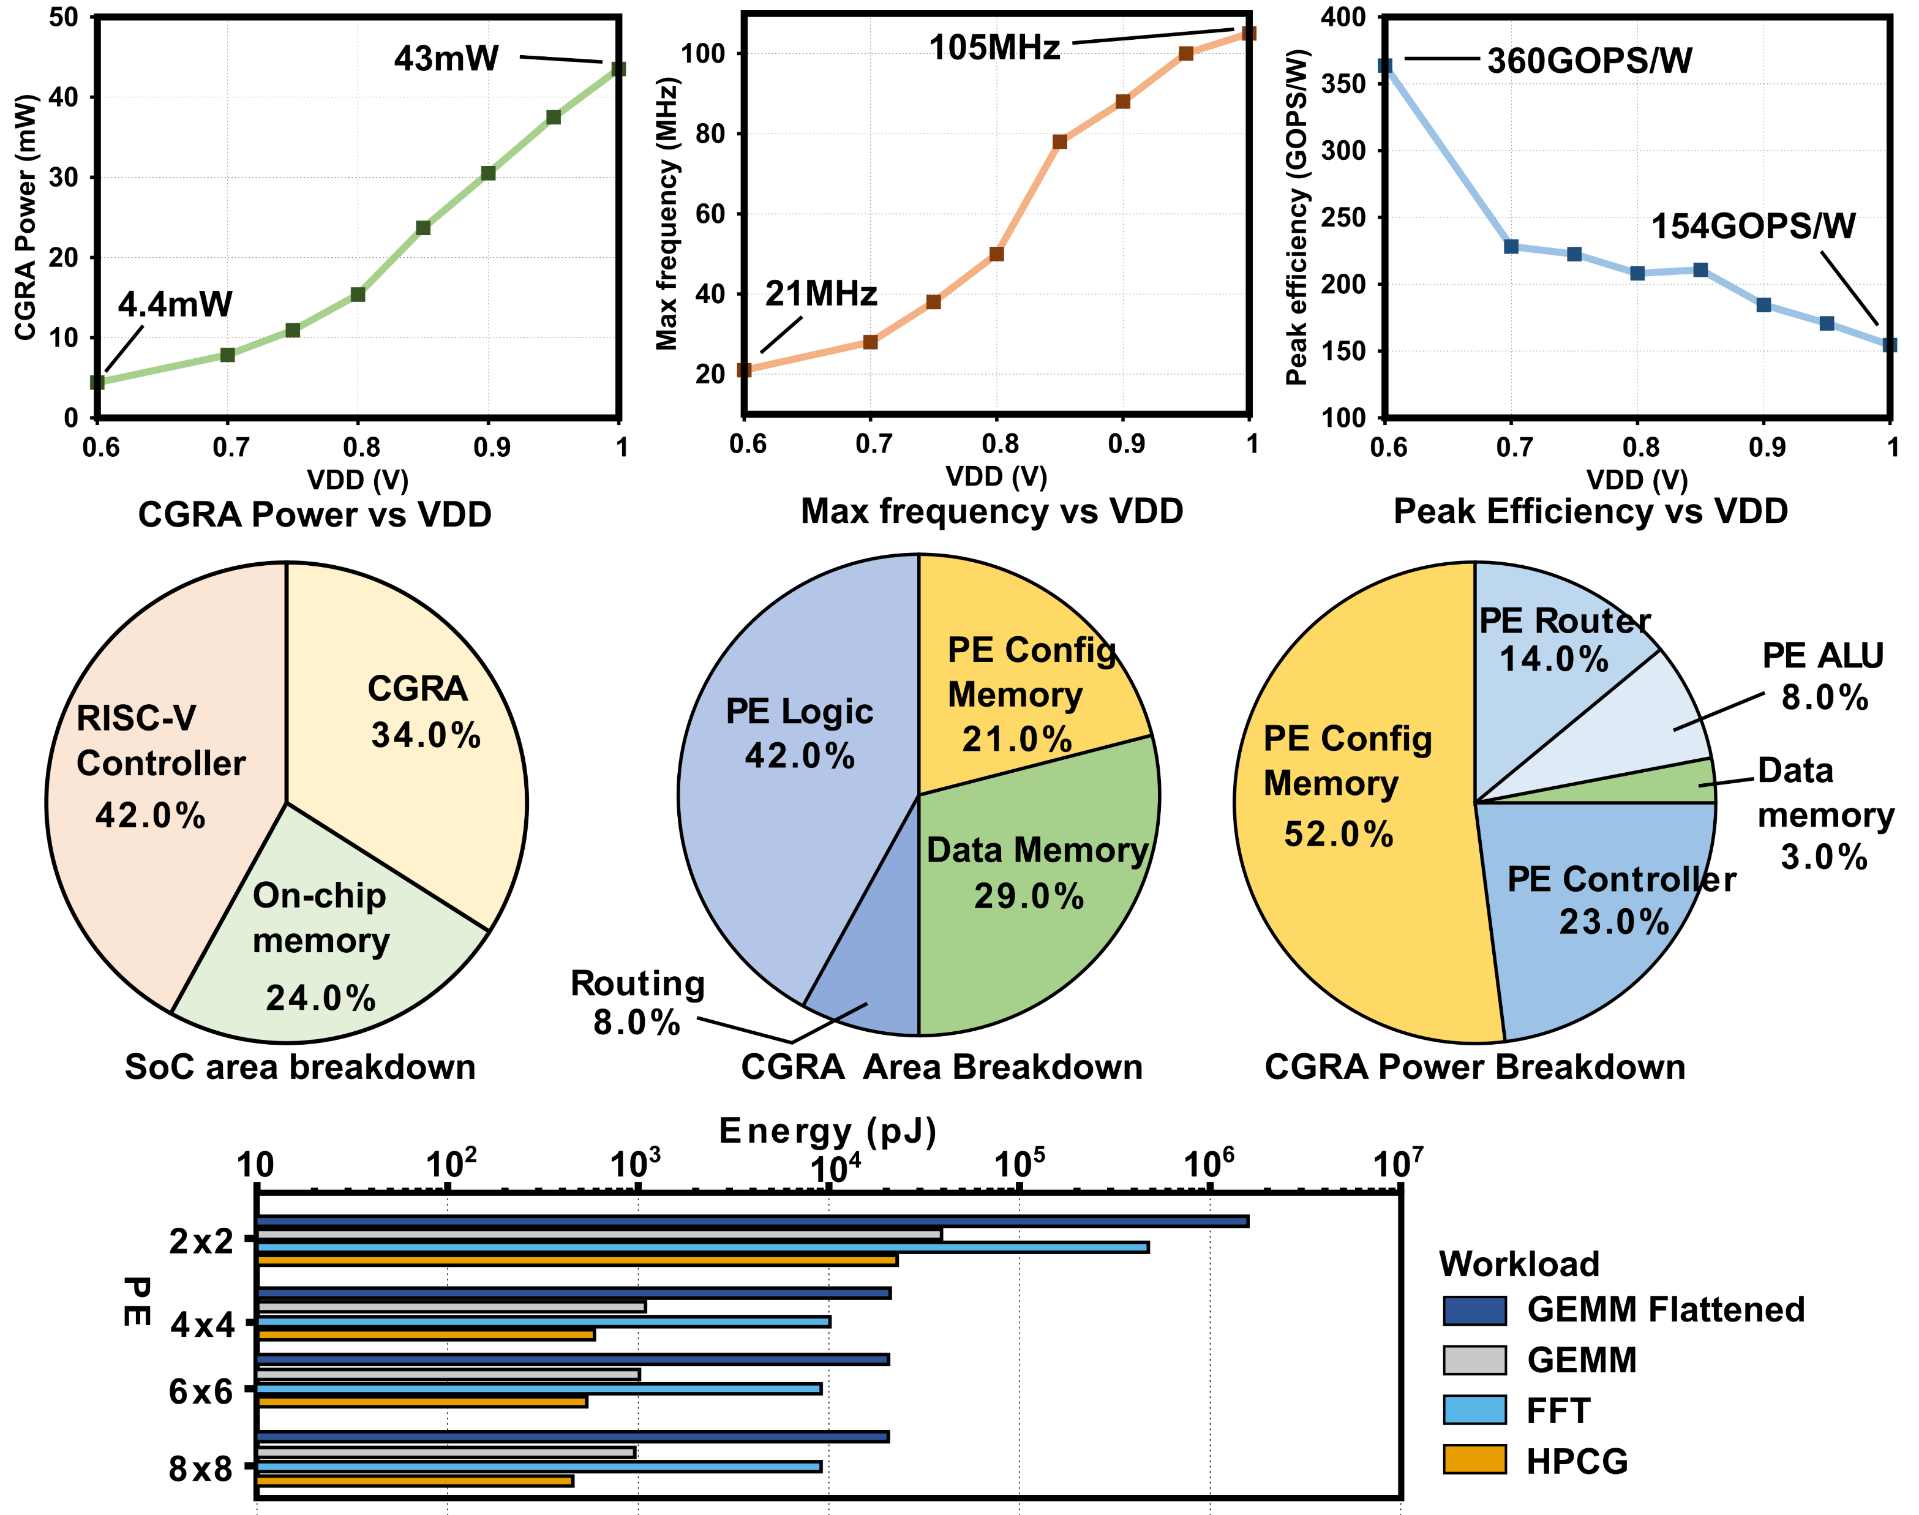 CGRA Power (mW)
50
40
30
20
10
0
43mW
4.4mW
0.6 0.7 0.8 0.9 1
VDD (V)
CGRA Power vs VDD
Max frequency (MHz)
100
80
60
40
20
105MHz
21MHz
0.6 0.7 0.8 0.9 1
VDD (V)
Max frequency vs VDD
Peak efficiency (GOPS/W)
400
350
300
250
200
150
100
360GOPS/W
154GOPS/W
0.6 0.7 0.8 0.9 1
VDD (V)
Peak Efficiency vs VDD
RISC-V
Controller
42.0%
CGRA
34.0%
On-chip
memory
24.0%
SoC area breakdown
PE Logic
42.0%
PE Config
Memory
21.0%
Data Memory
29.0%
Routing
8.0%
CGRA Area Breakdown
PE Router
14.0%
PE ALU
8.0%
Data
memory
3.0%
PE Config
Memory
52.0%
PE Controller
23.0%
CGRA Power Breakdown
Energy (pJ)
10 10² 10³ 10⁴ 10⁵ 10⁶ 10⁷
PE
2x2
4x4
6x6
8x8
Workload
GEMM Flattened
GEMM
FFT
HPCG